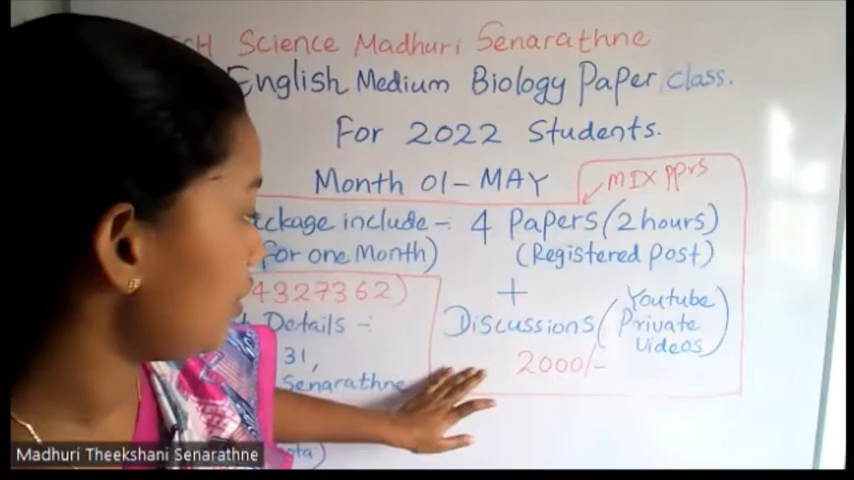 Science Madhuri Senarathne
English Medium Biology Paper class.
For 2022 Students.
Month 01 - MAY
MIX pprs
include -: 4 Papers (2 hours)
for one Month) (Registered post)
+
4327362)
Details -:
Discussions (Youtube Private Videos)
31,
2000/-
Senarathne
Madhuri Theekshani Senarathne